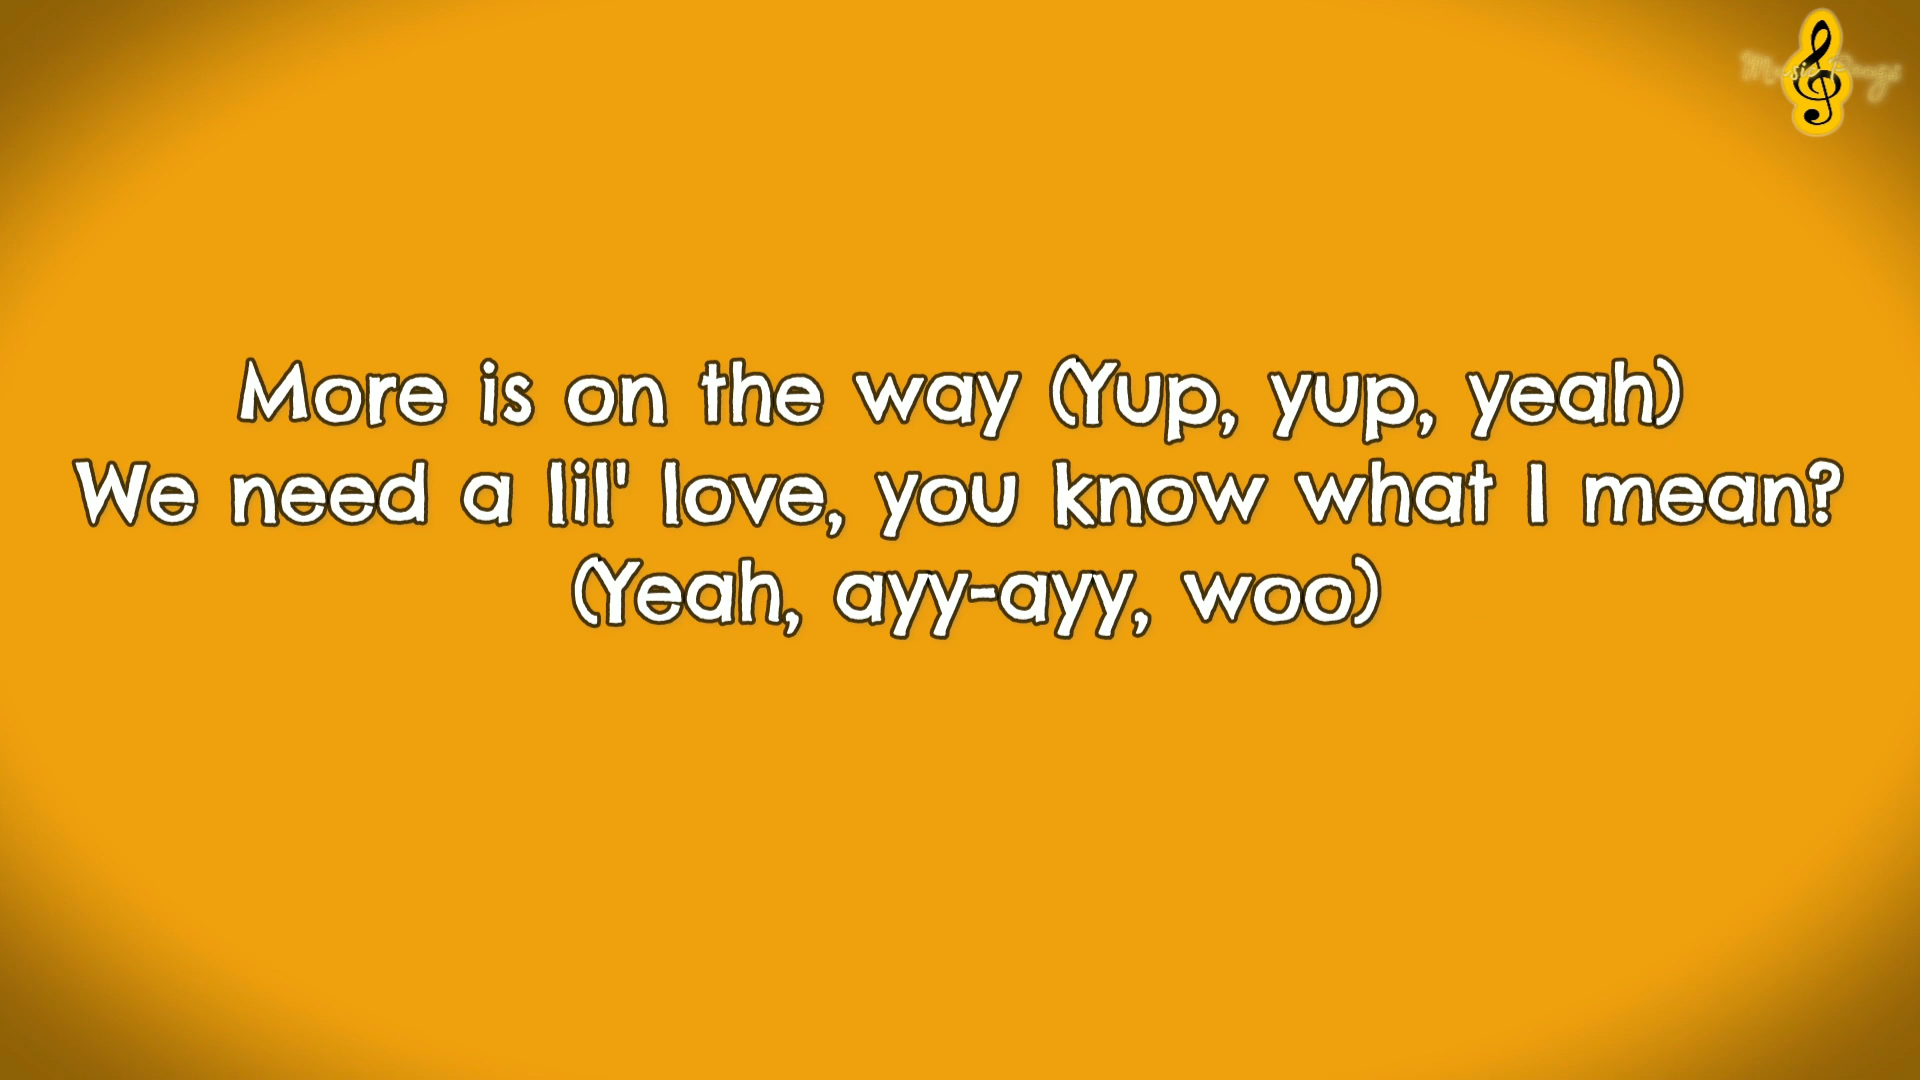 More is on the way (Yup, yup, yeah)
We need a lil' love, you know what I mean?
(Yeah, ayy-ayy, woo)
Music